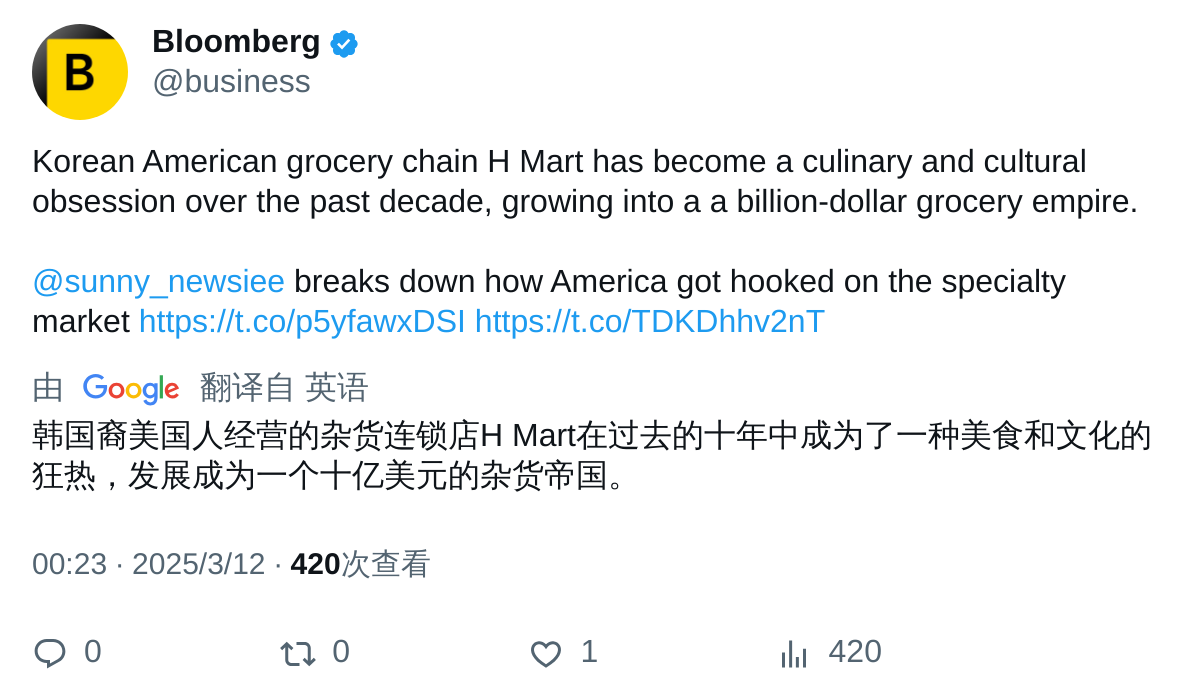 B
Bloomberg
@business
Korean American grocery chain H Mart has become a culinary and cultural
obsession over the past decade, growing into a a billion-dollar grocery empire.
@sunny_newsiee breaks down how America got hooked on the specialty
market https://t.co/p5yfawxDSI https://t.co/TDKDhhv2nT
由 Google 翻译自 英语
韩国裔美国人经营的杂货连锁店H Mart在过去的十年中成为了一种美食和文化的
狂热，发展成为一个十亿美元的杂货帝国。
00:23 · 2025/3/12 · 420次查看
0 0 1 420